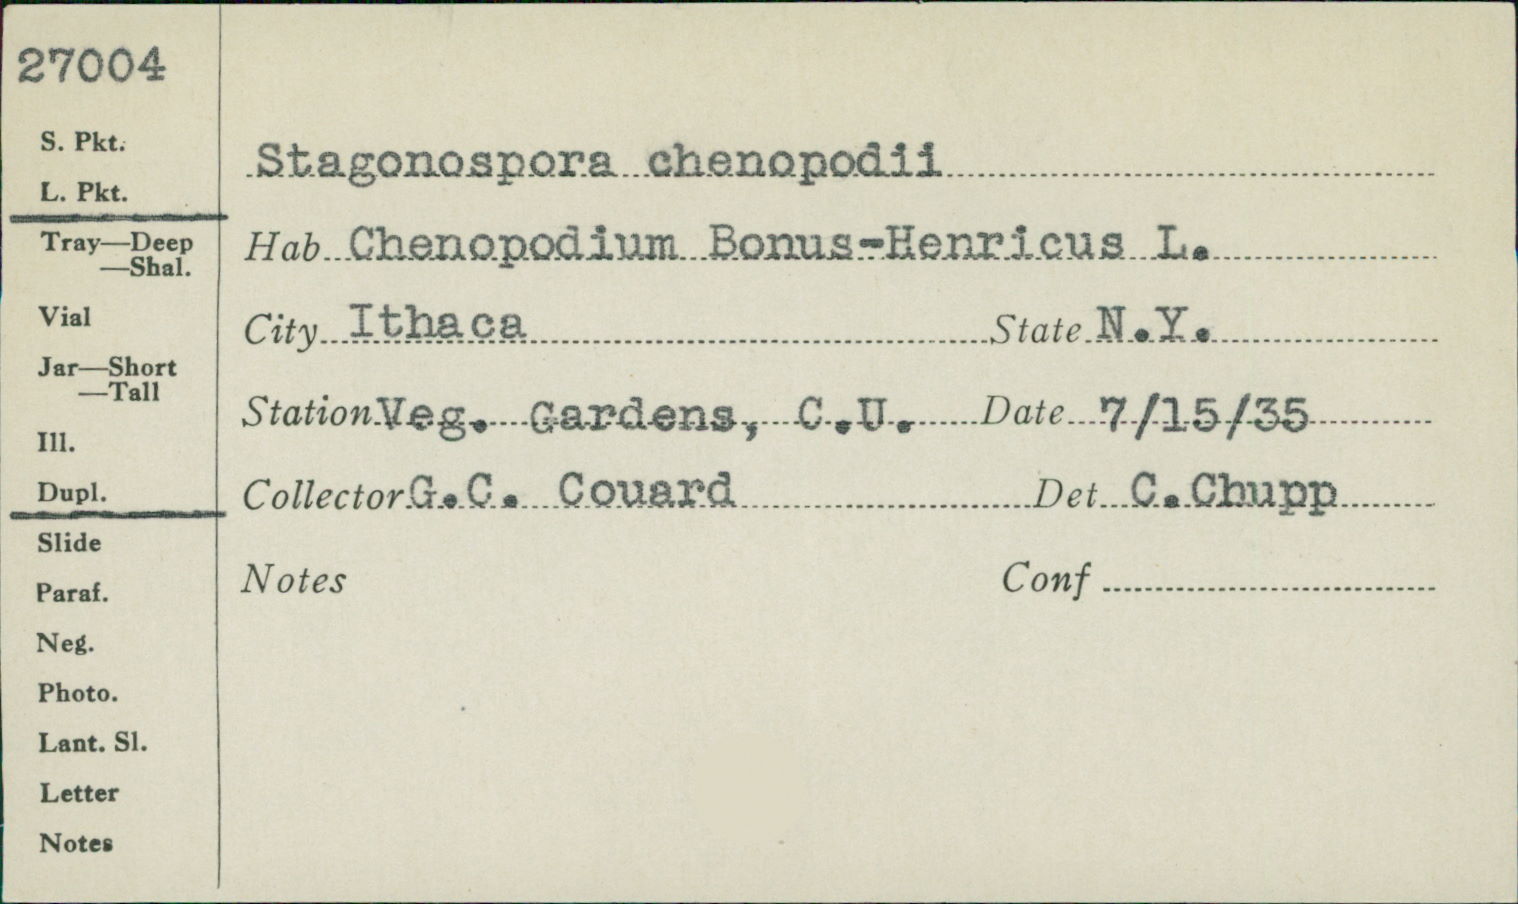 27004
S. Pkt.
L. Pkt.
Tray—Deep
—Shal.
Vial
Jar—Short
—Tall
Ill.
Dupl.
Slide
Paraf.
Neg.
Photo.
Lant. Sl.
Letter
Notes
Stagonospora chenopodii
Hab Chenopodium Bonus-Henricus L.
City Ithaca State N.Y.
Station Veg. Gardens, C.U. Date 7/15/35
Collector G.C. Couard Det C.Chupp
Notes Conf